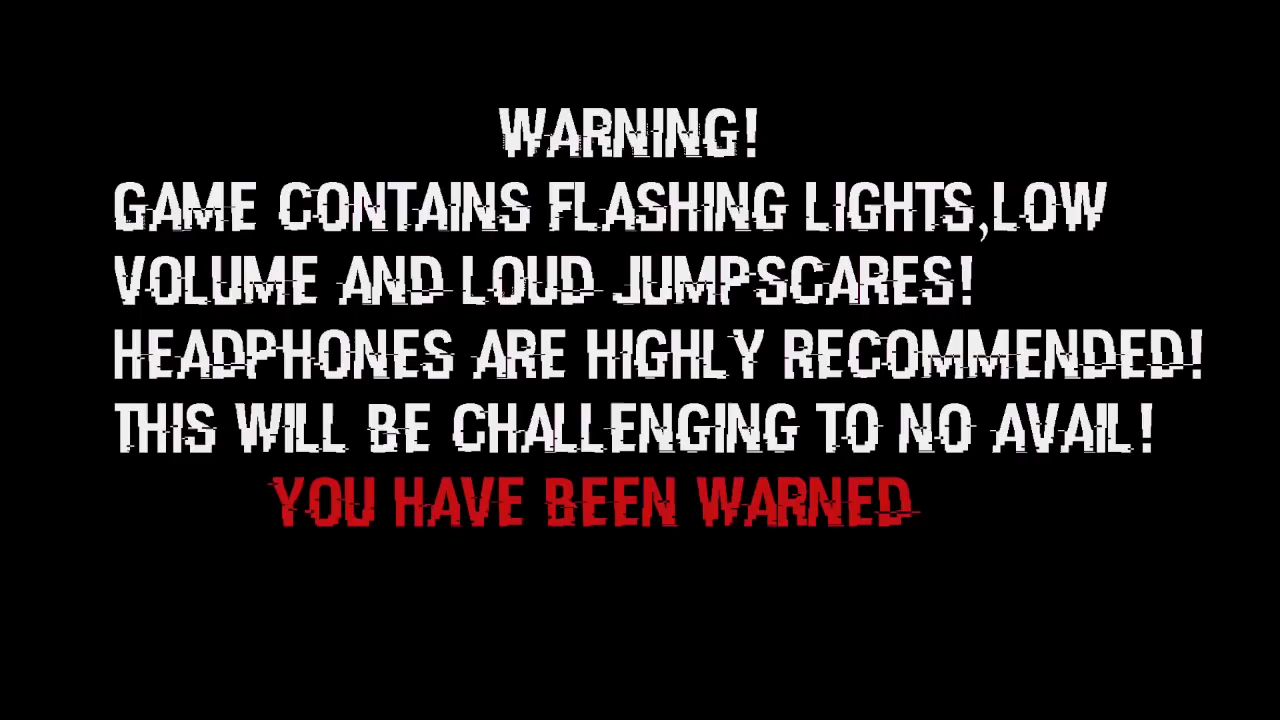 WARNING!
GAME CONTAINS FLASHING LIGHTS,LOW
VOLUME AND LOUD JUMPSCARES!
HEADPHONES ARE HIGHLY RECOMMENDED!
THIS WILL BE CHALLENGING TO NO AVAIL!
YOU HAVE BEEN WARNED